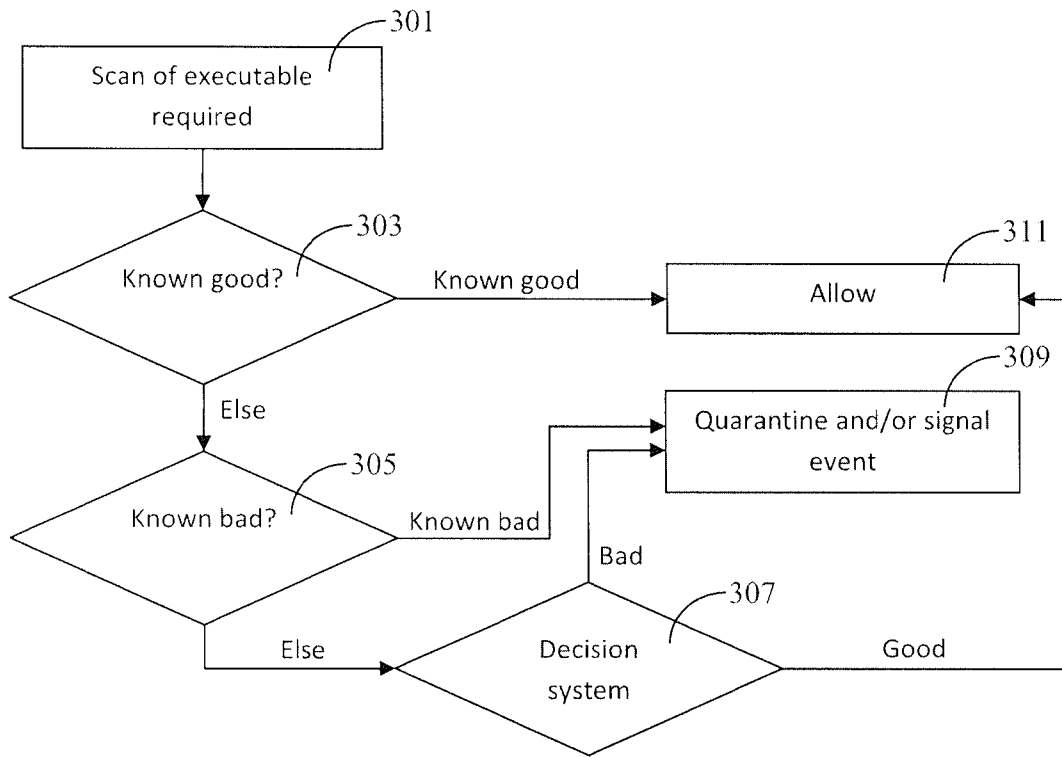 301
Scan of executable
required
303
Known good?
Known good
311
Allow
309
Quarantine and/or signal
event
Else
305
Known bad?
Known bad
Bad
307
Else
Decision
system
Good